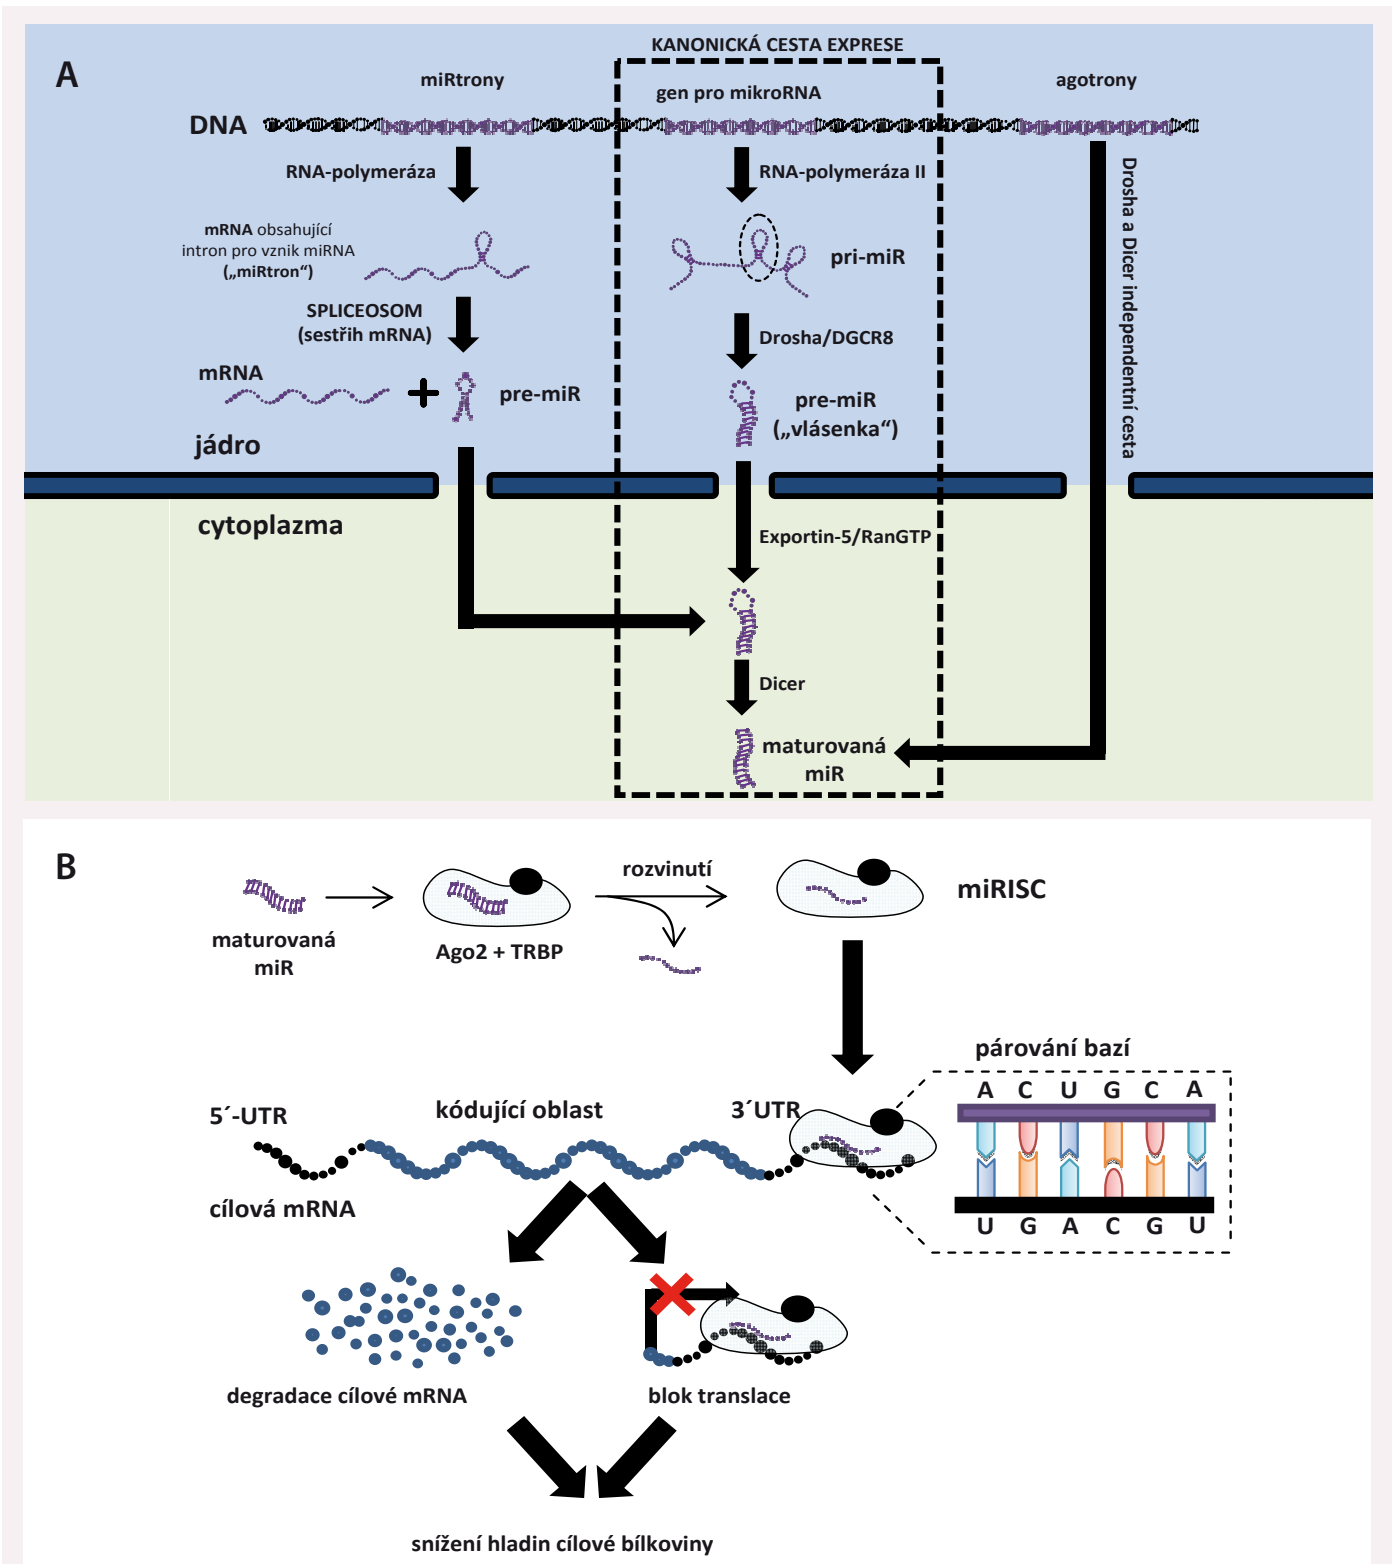 A
KANONICKÁ CESTA EXPRESE
miRtrony
gen pro mikroRNA
agotrony
DNA
RNA-polymeráza
RNA-polymeráza II
Drosha a Dicer independentní cesta
mRNA obsahující
intron pro vznik miRNA
(„miRtron“)
pri-miR
SPLICEOSOM
(sestřih mRNA)
Drosha/DGCR8
mRNA
pre-miR
pre-miR
(„vlásenka“)
jádro
cytoplazma
Exportin-5/RanGTP
Dicer
maturovaná
miR
B
rozvinutí
miRISC
maturovaná
miR
Ago2 + TRBP
párování bazí
A C U G C A
5´-UTR
kódující oblast
3´UTR
cílová mRNA
U G A C G U
degradace cílové mRNA
blok translace
snížení hladin cílové bílkoviny